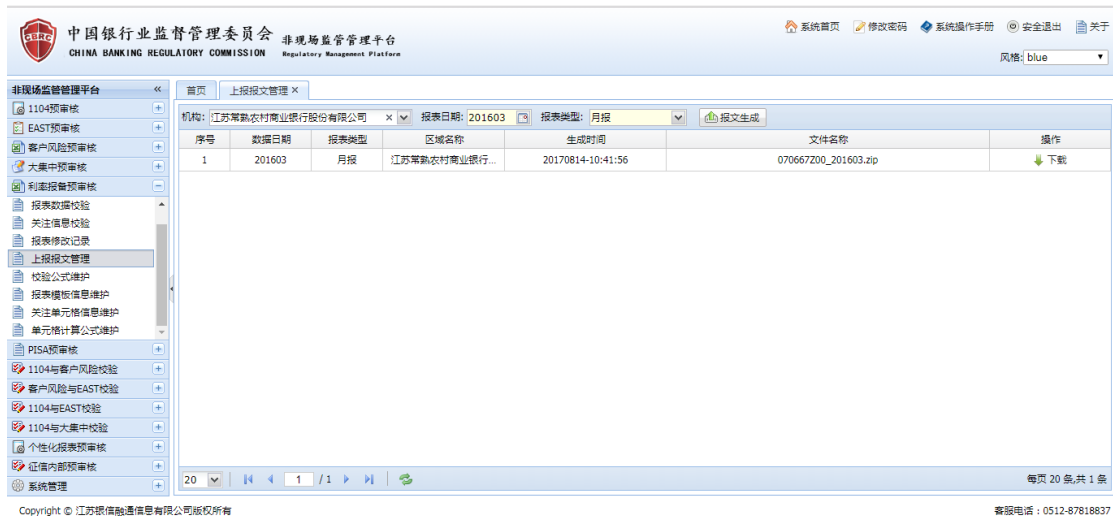 CBRC
中国银行业监督管理委员会 非现场监管管理平台
CHINA BANKING REGULATORY COMMISSION Regulatory Management Platform
系统首页 修改密码 系统操作手册 安全退出 关于
风格: blue
非现场监管管理平台 «
首页 上报报文管理 ×
1104预审核
EAST预审核
客户风险预审核
大集中预审核
利率报备预审核
报表数据校验
关注信息校验
报表修改记录
上报报文管理
校验公式维护
报表模板信息维护
关注单元格信息维护
单元格计算公式维护
PISA预审核
1104与客户风险校验
客户风险与EAST校验
1104与EAST校验
1104与大集中校验
个性化报表预审核
征信内部预审核
系统管理
机构: 江苏常熟农村商业银行股份有限公司 × 报表日期: 201603 报表类型: 月报 报文生成
序号 数据日期 报表类型 区域名称 生成时间 文件名称 操作
1 201603 月报 江苏常熟农村商业银行... 20170814-10:41:56 070667Z00_201603.zip 下载
20 1 / 1 每页 20 条,共 1 条
Copyright © 江苏银信融通信息有限公司版权所有 客服电话：0512-87818837